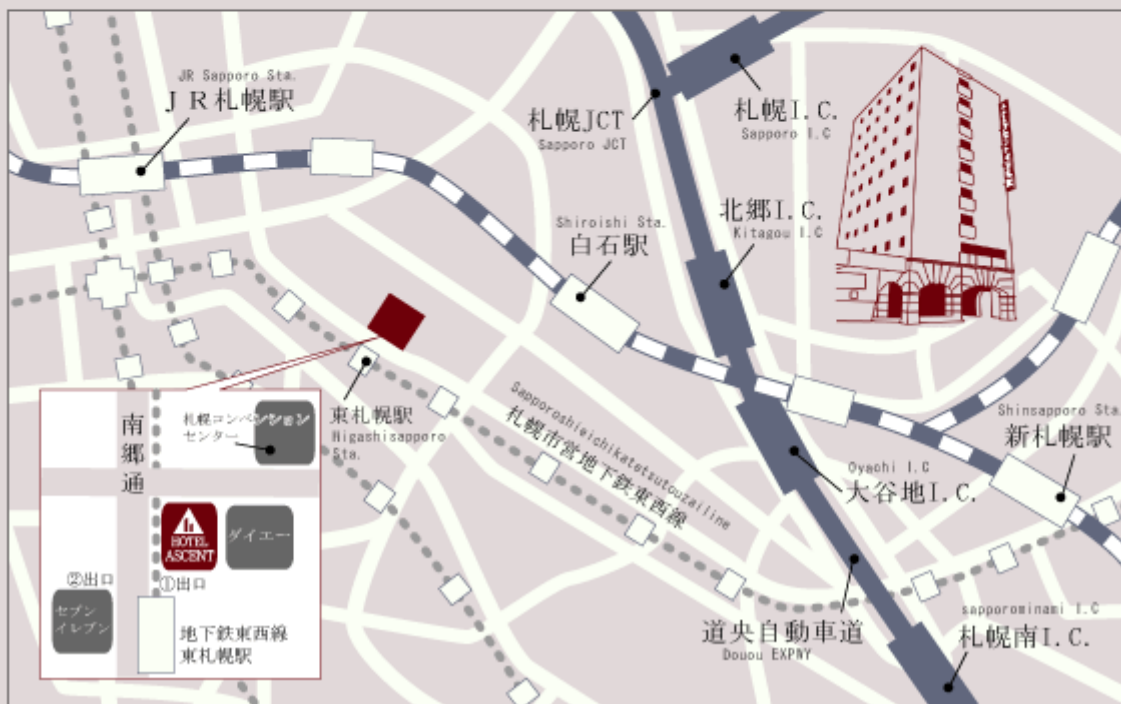 JR Sapporo Sta.
JR札幌駅
札幌JCT
Sapporo JCT
札幌I.C.
Sapporo I.C
北郷I.C.
Kitagou I.C
Shiroishi Sta.
白石駅
東札幌駅
Higashisapporo
Sta.
Sapporoshieichikatetsutouzailine
札幌市営地下鉄東西線
Shinsapporo Sta.
新札幌駅
Oyachi I.C
大谷地I.C.
道央自動車道
Douou EXPWY
sapporominami I.C
札幌南I.C.
南郷通
札幌コンベンション
センター
HOTEL
ASCENT
ダイエー
②出口
①出口
セブン
イレブン
地下鉄東西線
東札幌駅